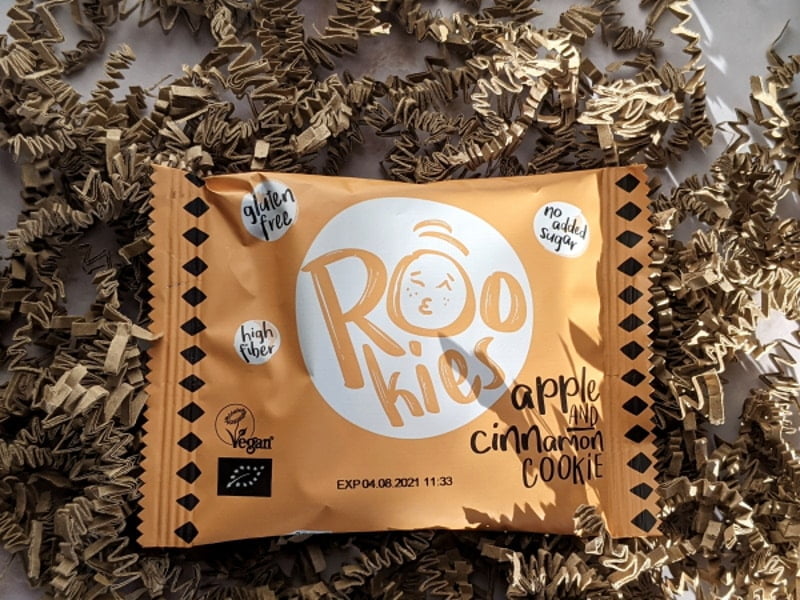 gluten
free
no
added
sugar
ROO
kies
high
fiber
apple
AND
cinnamon
COOKiE
Vegan
EXP 04.08.2021 11:33